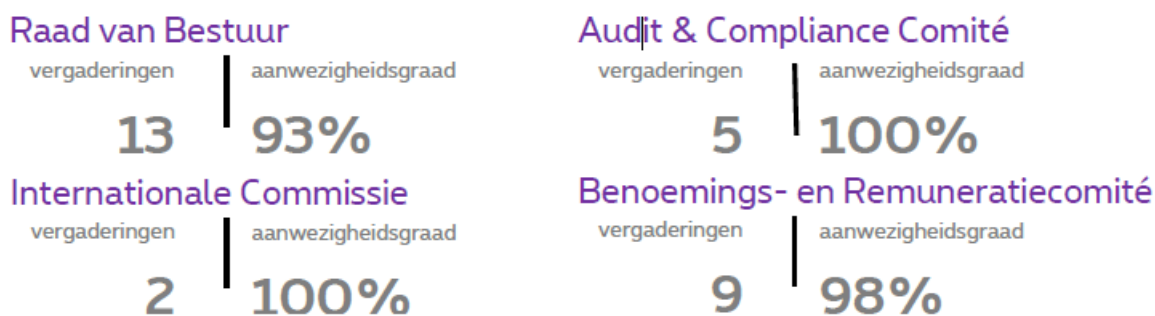 Raad van Bestuur
vergaderingen aanwezigheidsgraad
13 93%
Audit & Compliance Comité
vergaderingen aanwezigheidsgraad
5 100%
Internationale Commissie
vergaderingen aanwezigheidsgraad
2 100%
Benoemings- en Remuneratiecomité
vergaderingen aanwezigheidsgraad
9 98%